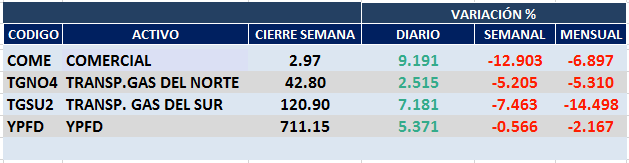 VARIACIÓN %
CODIGO ACTIVO CIERRE SEMANA DIARIO SEMANAL MENSUAL
COME COMERCIAL 2.97 9.191 -12.903 -6.897
TGNO4 TRANSP.GAS DEL NORTE 42.80 2.515 -5.205 -5.310
TGSU2 TRANSP. GAS DEL SUR 120.90 7.181 -7.463 -14.498
YPFD YPFD 711.15 5.371 -0.566 -2.167